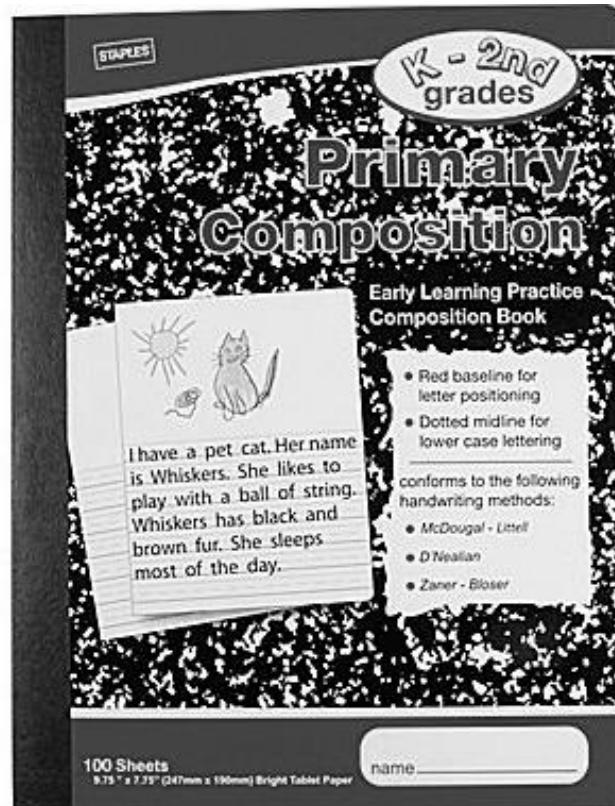 STAPLES
K - 2nd
grades
Primary
Composition
Early Learning Practice
Composition Book
• Red baseline for
letter positioning
• Dotted midline for
lower case lettering
conforms to the following
handwriting methods:
• McDougal - Littell
• D'Nealian
• Zaner - Bloser
I have a pet cat. Her name
is Whiskers. She likes to
play with a ball of string.
Whiskers has black and
brown fur. She sleeps
most of the day.
100 Sheets
9.75 " x 7.75" (247mm x 190mm) Bright Tablet Paper
name